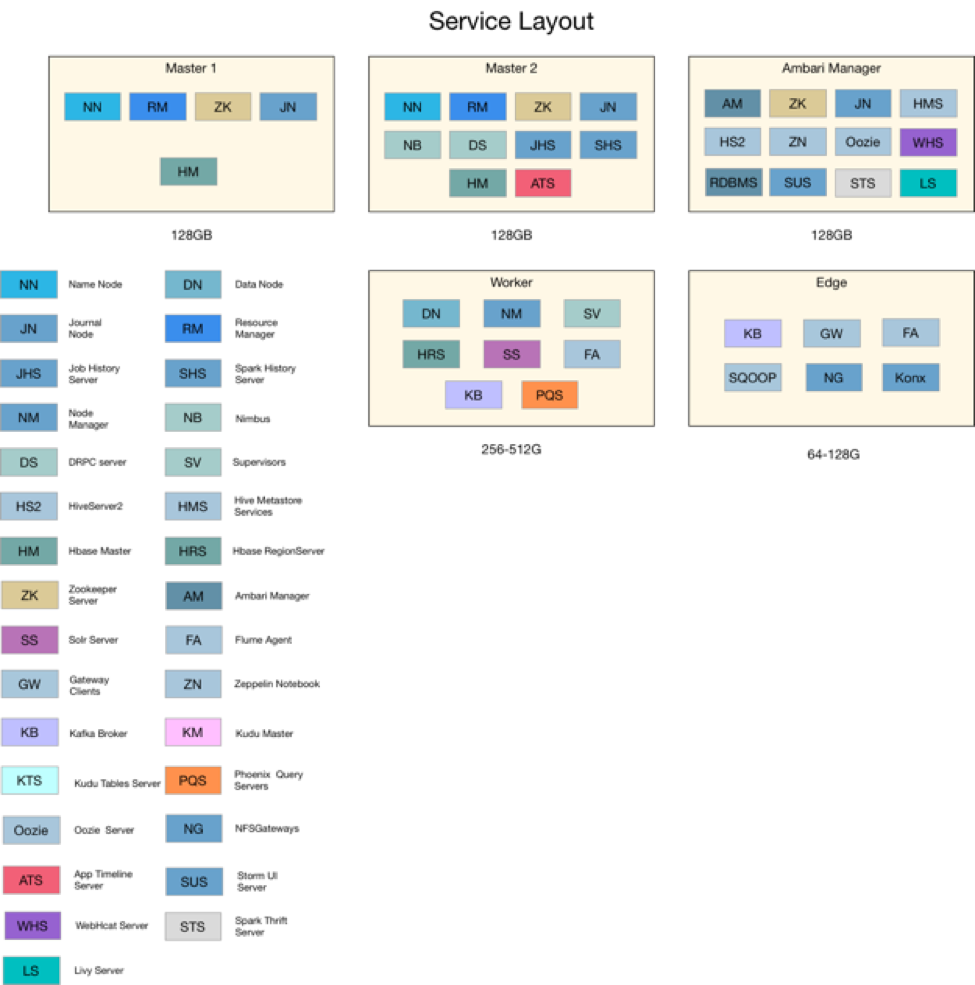 Service Layout
Master 1
NN RM ZK JN
HM
128GB
Master 2
NN RM ZK JN
NB DS JHS SHS
HM ATS
128GB
Ambari Manager
AM ZK JN HMS
HS2 ZN Oozie WHS
RDBMS SUS STS LS
128GB
Worker
DN NM SV
HRS SS FA
KB PQS
256-512G
Edge
KB GW FA
SQOOP NG Konx
64-128G
NN Name Node
DN Data Node
JN Journal
Node
RM Resource
Manager
JHS Job History
Server
SHS Spark History
Server
NM Node
Manager
NB Nimbus
DS DRPC server
SV Supervisors
HS2 HiveServer2
HMS Hive Metastore
Services
HM Hbase Master
HRS Hbase RegionServer
ZK Zookeeper
Server
AM Ambari Manager
SS Solr Server
FA Flume Agent
GW Gateway
Clients
ZN Zeppelin Notebook
KB Kafka Broker
KM Kudu Master
KTS Kudu Tables Server
PQS Phoenix Query
Servers
Oozie Oozie Server
NG NFSGateways
ATS App Timeline
Server
SUS Storm UI
Server
WHS WebHcat Server
STS Spark Thrift
Server
LS Livy Server